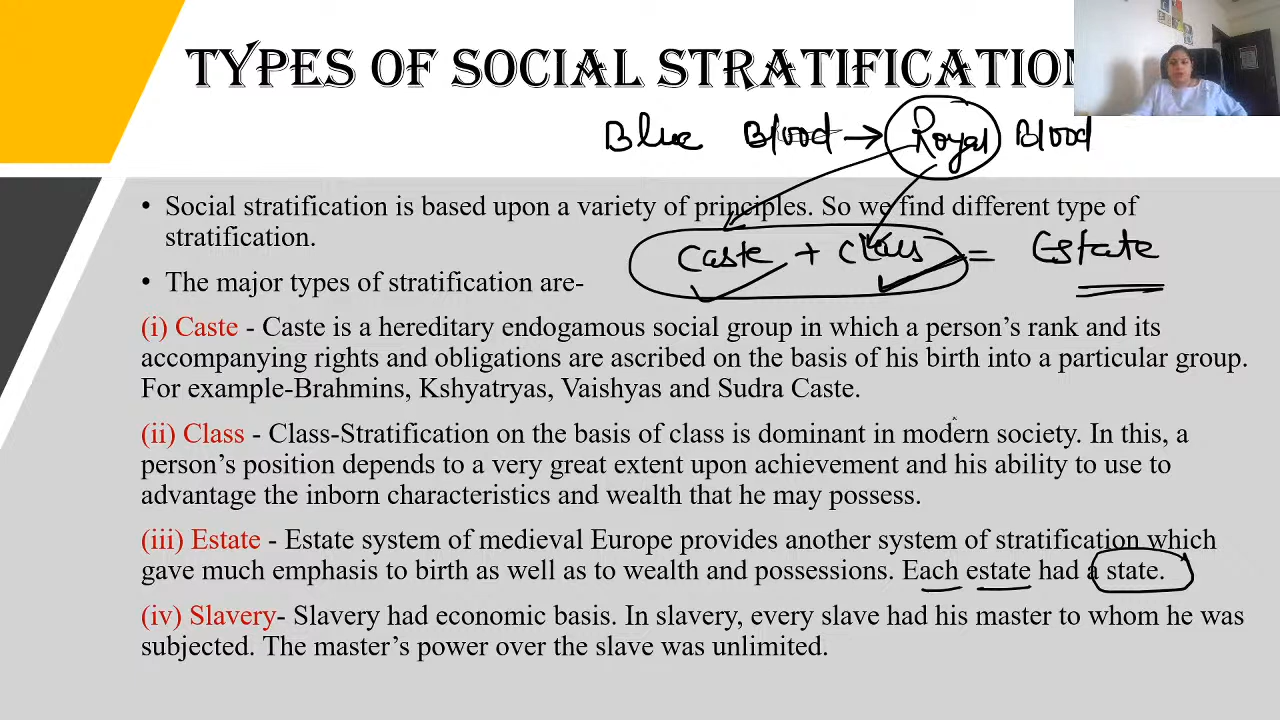 TYPES OF SOCIAL STRATIFICATION
Blue Blood → Royal Blood
• Social stratification is based upon a variety of principles. So we find different type of
stratification.
Caste + Class = Estate
• The major types of stratification are-
(i) Caste - Caste is a hereditary endogamous social group in which a person’s rank and its
accompanying rights and obligations are ascribed on the basis of his birth into a particular group.
For example-Brahmins, Kshyatryas, Vaishyas and Sudra Caste.
(ii) Class - Class-Stratification on the basis of class is dominant in modern society. In this, a
person’s position depends to a very great extent upon achievement and his ability to use to
advantage the inborn characteristics and wealth that he may possess.
(iii) Estate - Estate system of medieval Europe provides another system of stratification which
gave much emphasis to birth as well as to wealth and possessions. Each estate had a state.
(iv) Slavery- Slavery had economic basis. In slavery, every slave had his master to whom he was
subjected. The master’s power over the slave was unlimited.